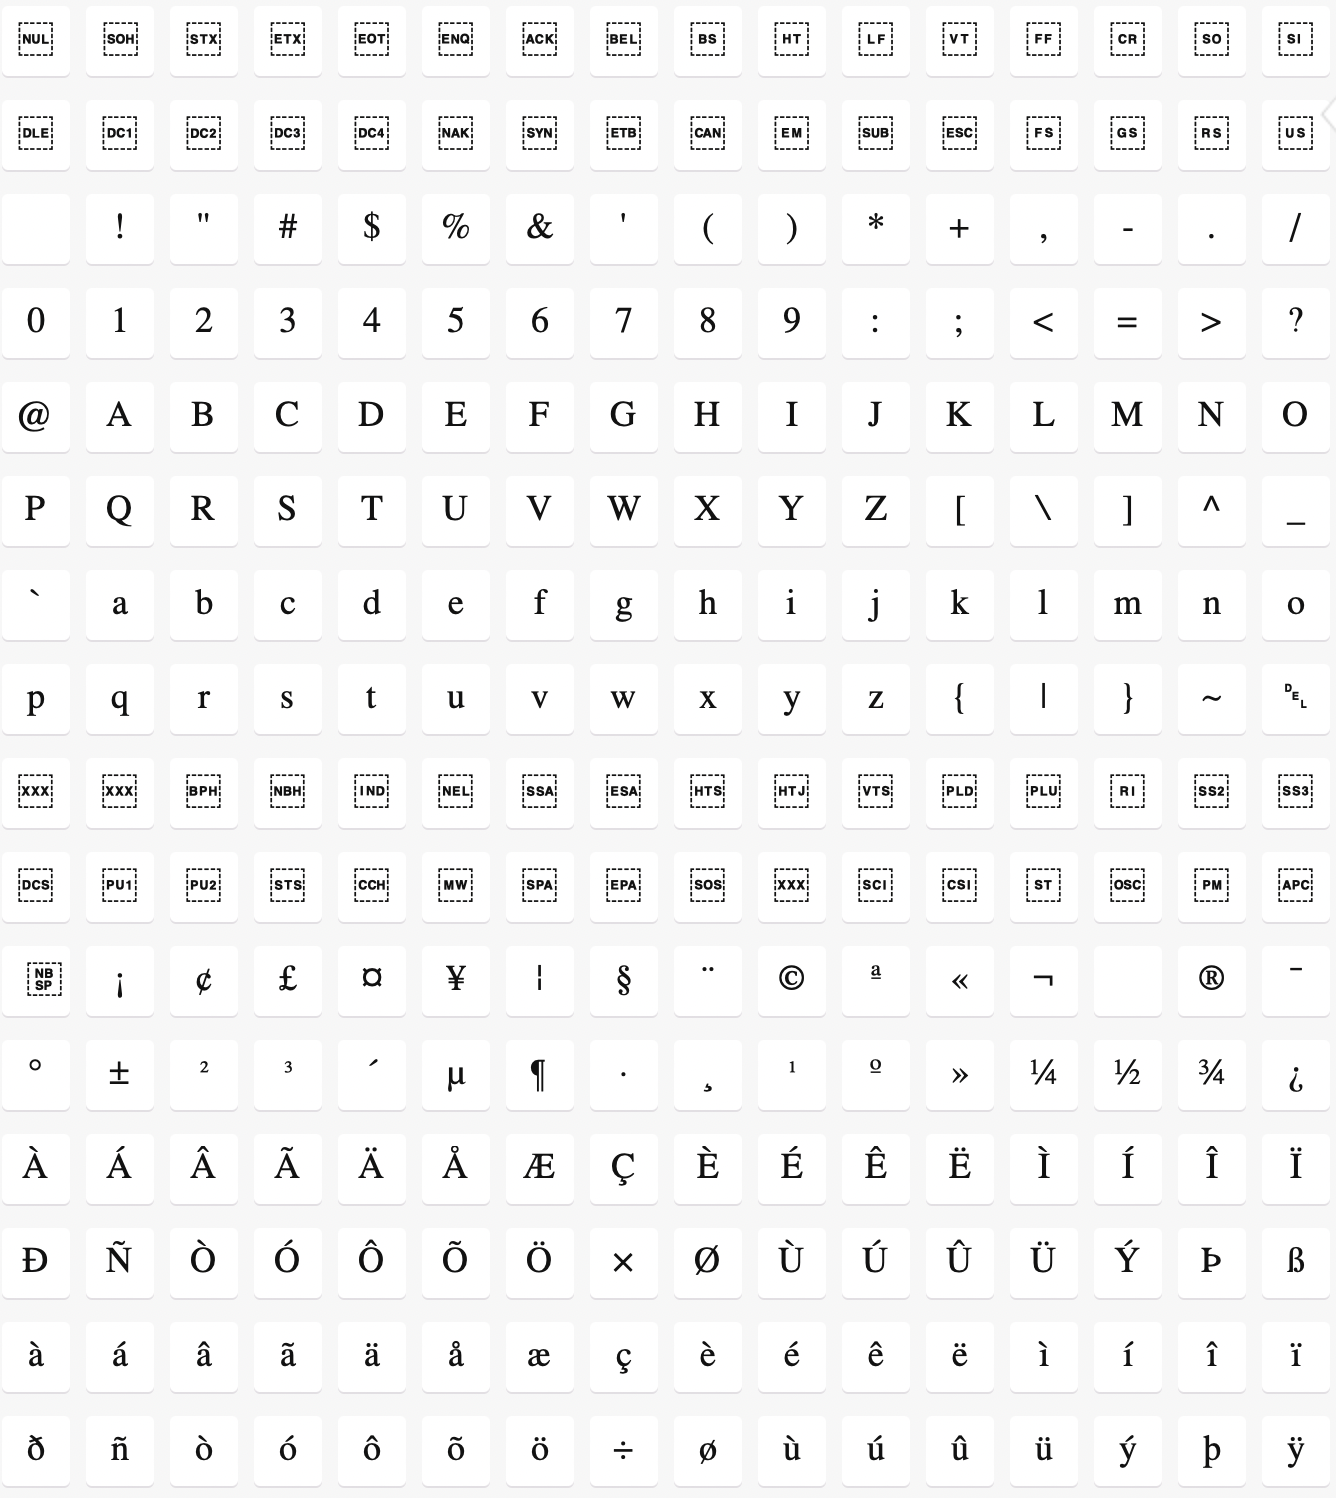 NUL SOH STX ETX EOT ENQ ACK BEL BS HT LF VT FF CR SO SI
DLE DC1 DC2 DC3 DC4 NAK SYN ETB CAN EM SUB ESC FS GS RS US
! " # $ % & ' ( ) * + , - . /
0 1 2 3 4 5 6 7 8 9 : ; < = > ?
@ A B C D E F G H I J K L M N O
P Q R S T U V W X Y Z [ \ ] ^ _
` a b c d e f g h i j k l m n o
p q r s t u v w x y z { | } ~ DEL
XXX XXX BPH NBH IND NEL SSA ESA HTS HTJ VTS PLD PLU RI SS2 SS3
DCS PU1 PU2 STS CCH MW SPA EPA SOS XXX SCI CSI ST OSC PM APC
NBSP ¡ ¢ £ ¤ ¥ ¦ § ¨ © ª « ¬ ® ¯
° ± ² ³ ´ µ ¶ · ¸ ¹ º » ¼ ½ ¾ ¿
À Á Â Ã Ä Å Æ Ç È É Ê Ë Ì Í Î Ï
Ð Ñ Ò Ó Ô Õ Ö × Ø Ù Ú Û Ü Ý Þ ß
à á â ã ä å æ ç è é ê ë ì í î ï
ð ñ ò ó ô õ ö ÷ ø ù ú û ü ý þ ÿ